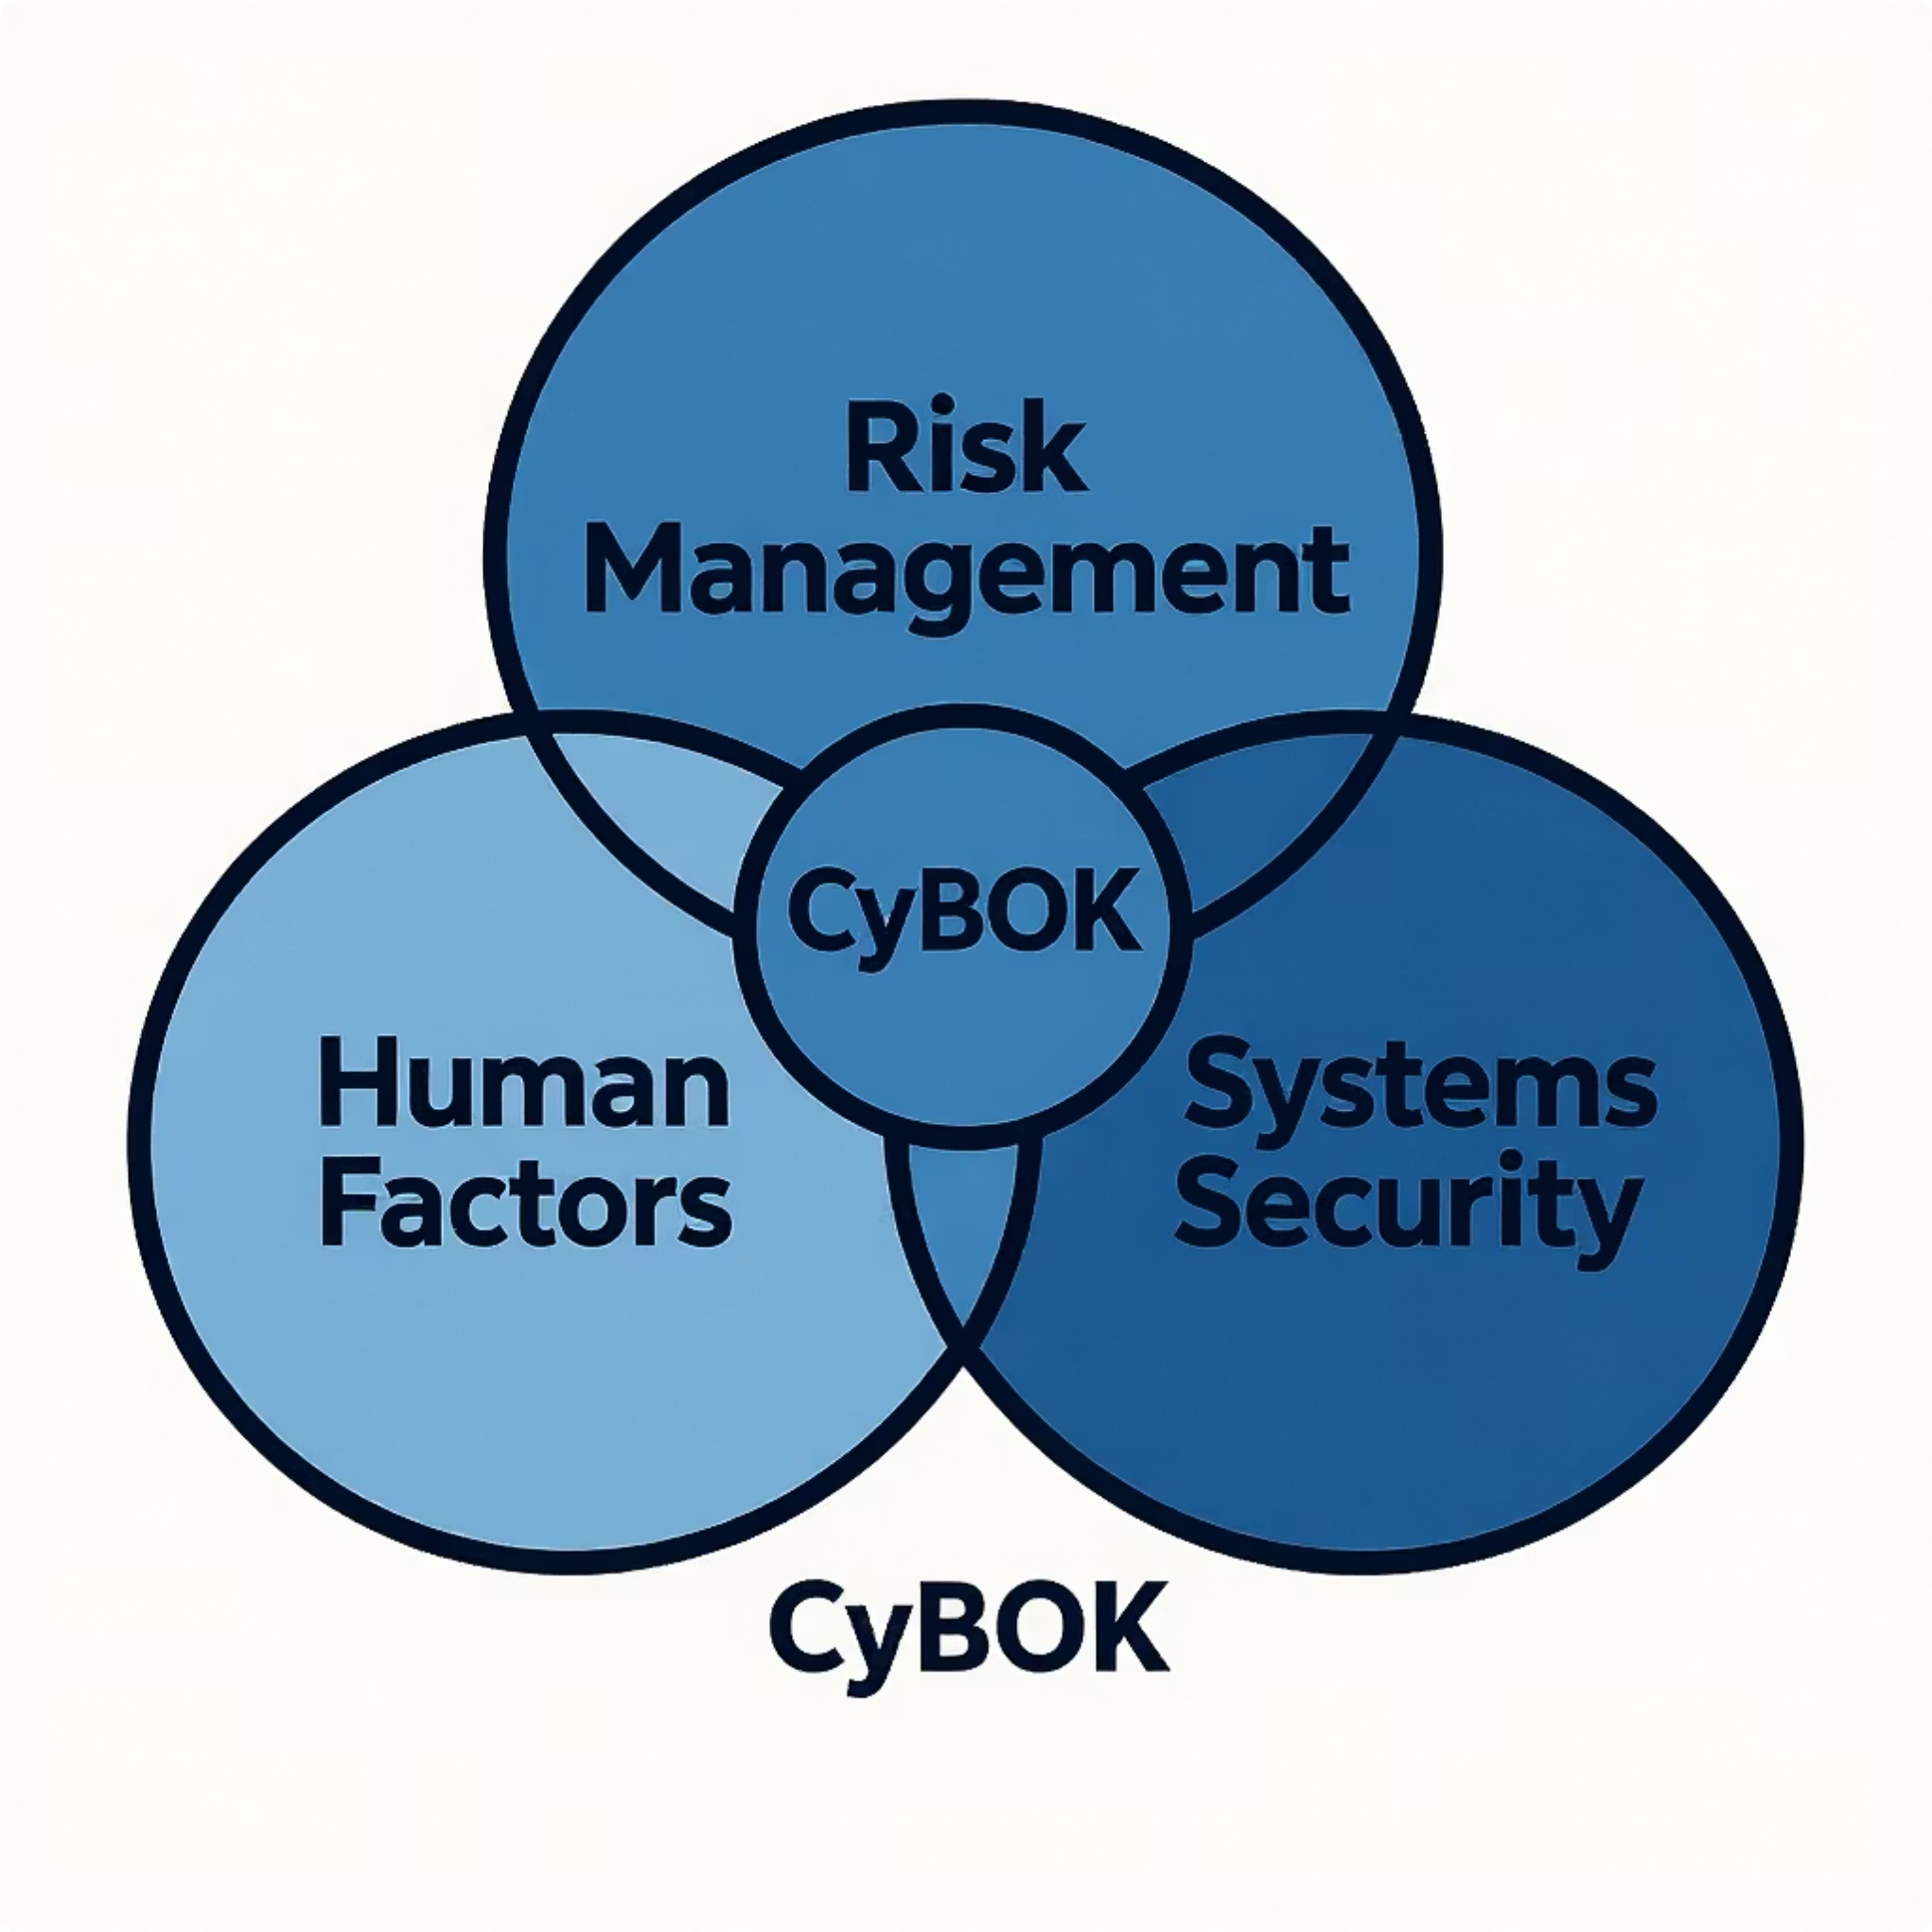 Risk
Management
CyBOK
Human
Factors
Systems
Security
CyBOK